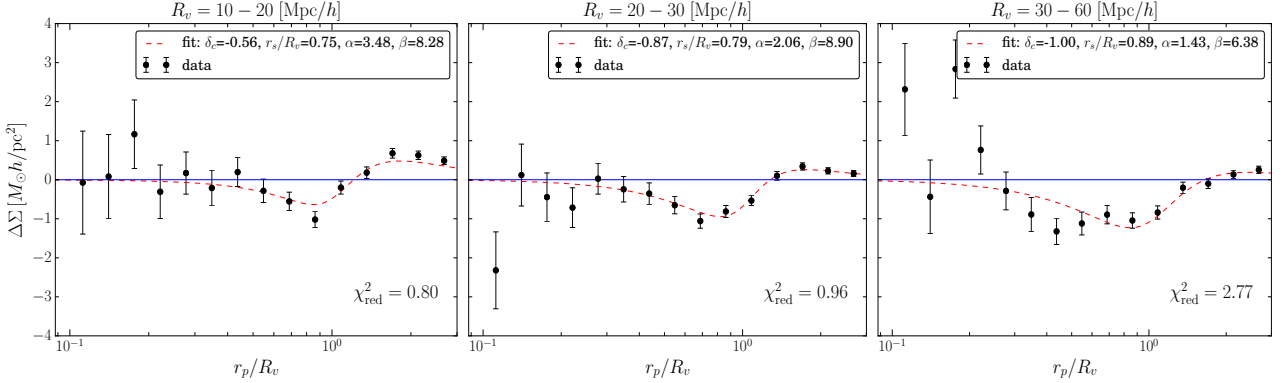 R_v = 10 − 20 [Mpc/h]
R_v = 20 − 30 [Mpc/h]
R_v = 30 − 60 [Mpc/h]
fit: δ_c=-0.56, r_s/R_v=0.75, α=3.48, β=8.28
data
fit: δ_c=-0.87, r_s/R_v=0.79, α=2.06, β=8.90
data
fit: δ_c=-1.00, r_s/R_v=0.89, α=1.43, β=6.38
data
ΔΣ [M_⊙h/pc²]
4
3
2
1
0
−1
−2
−3
−4
χ²_red = 0.80
χ²_red = 0.96
χ²_red = 2.77
10⁻¹
10⁰
10⁻¹
10⁰
10⁻¹
10⁰
r_p/R_v
r_p/R_v
r_p/R_v